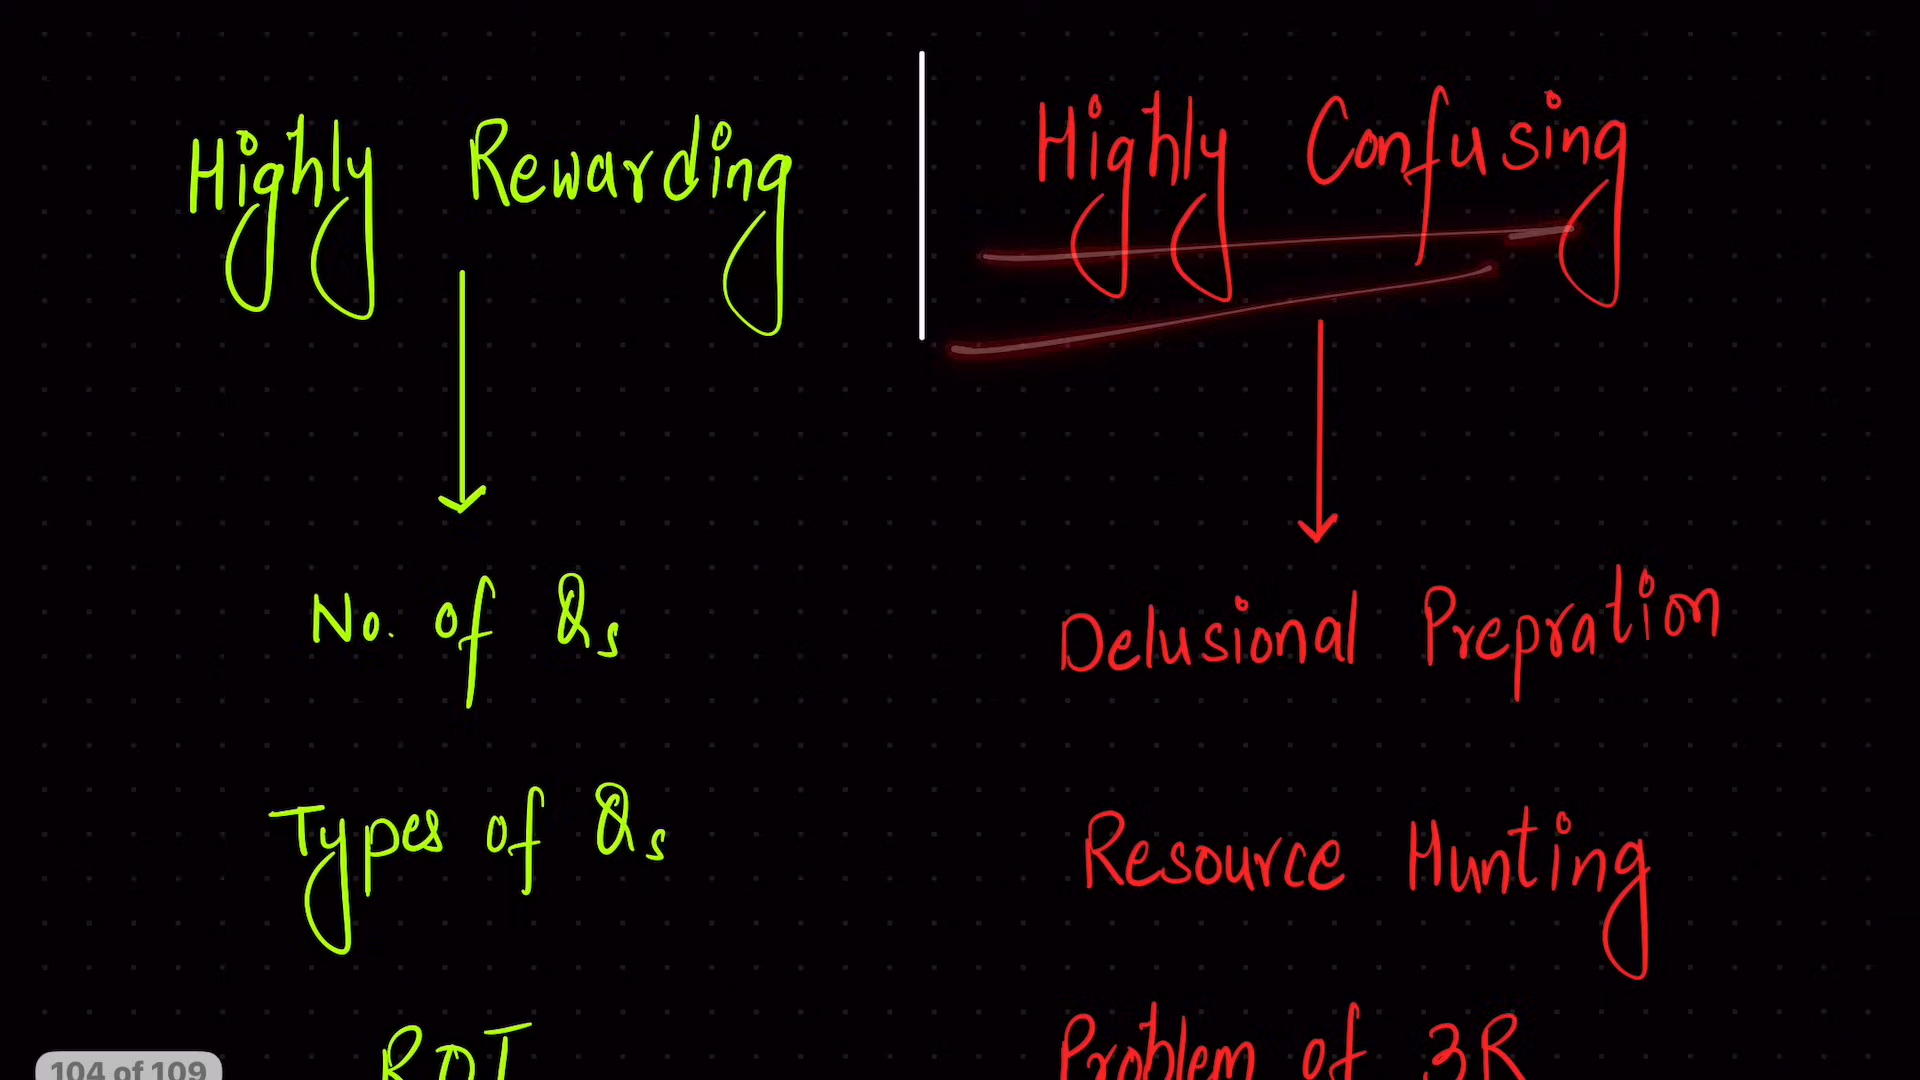 Highly Rewarding
No. of Qs
Types of Qs
ROI
Highly Confusing
Delusional Prepration
Resource Hunting
Problem of 3R
104 of 109